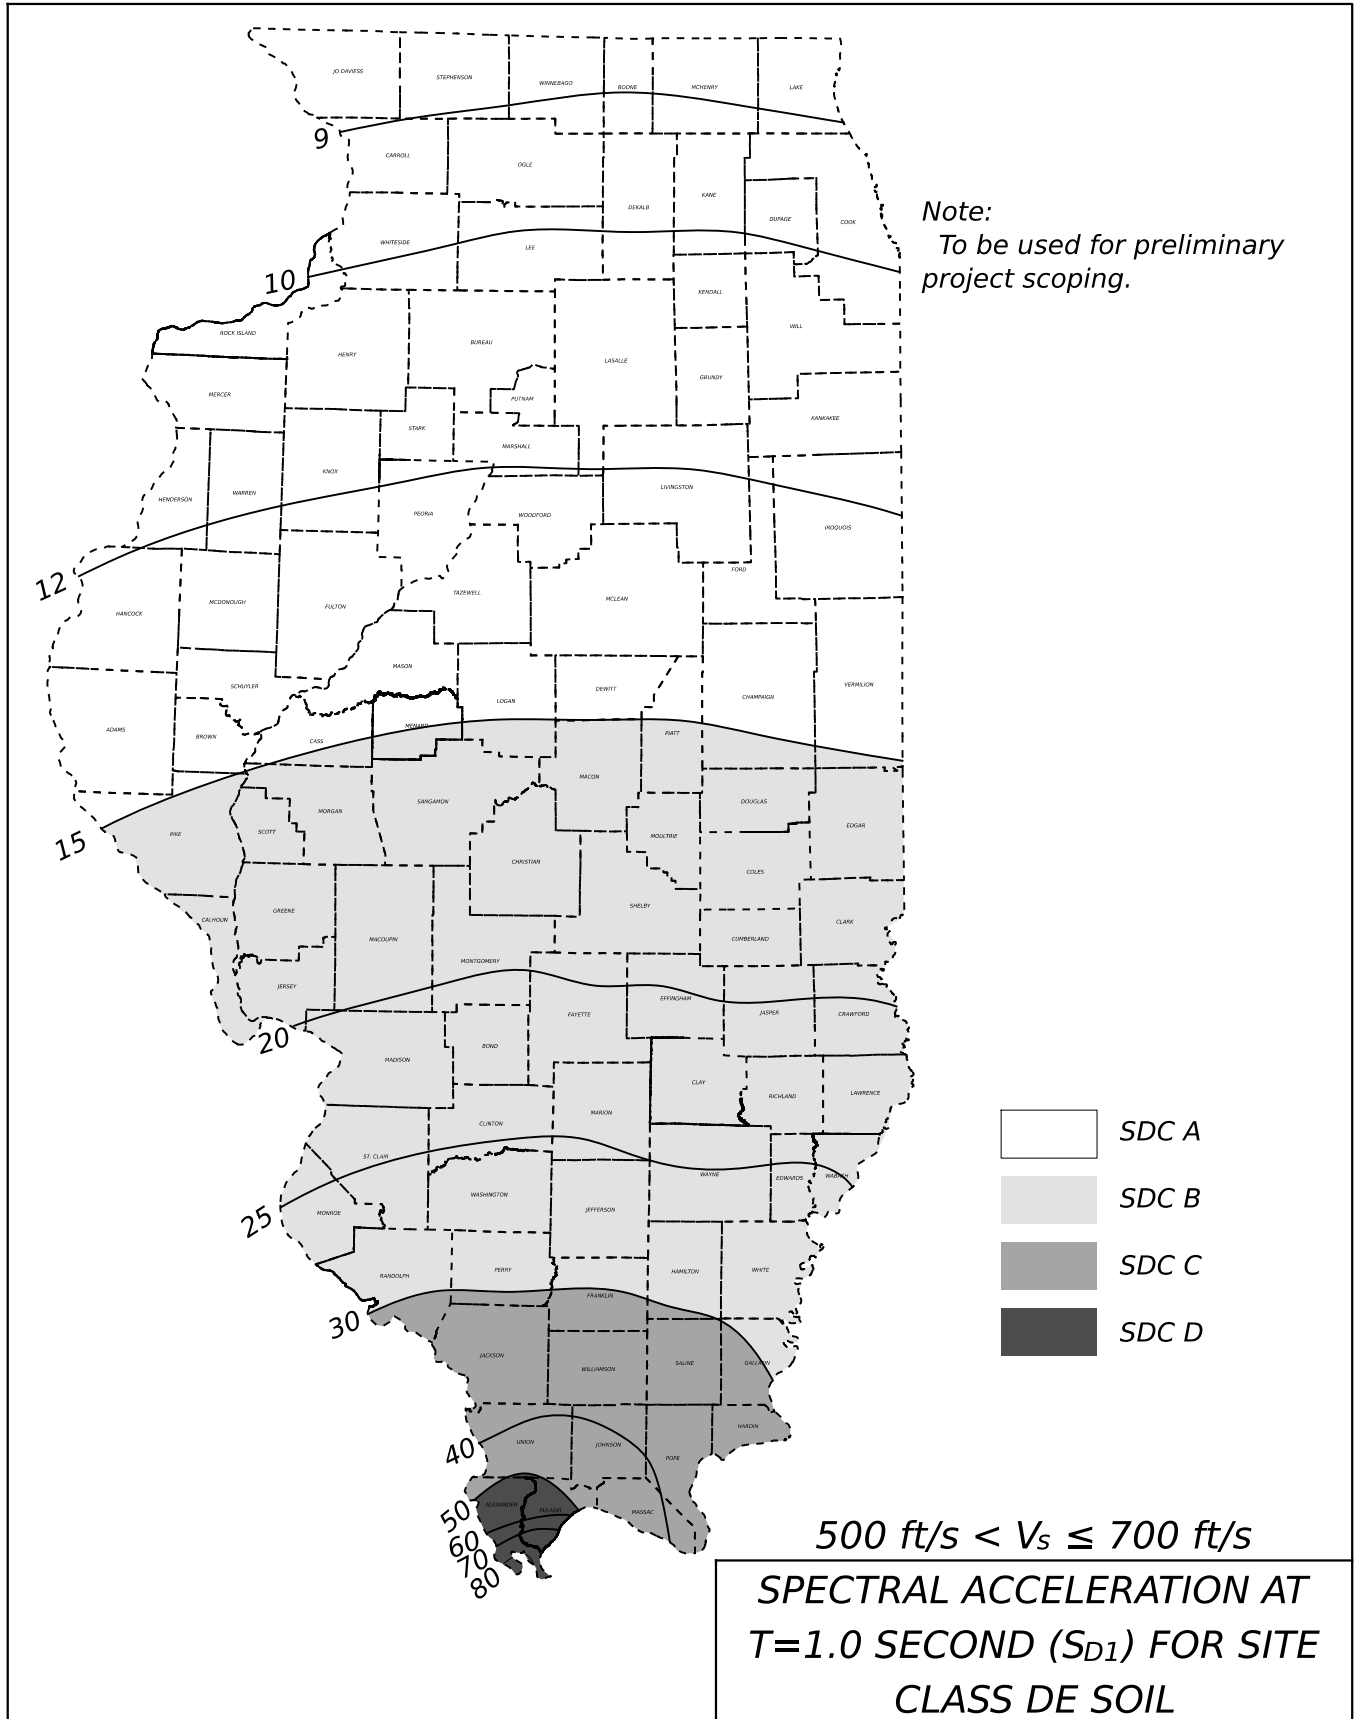 JO DAVIESS
STEPHENSON
WINNEBAGO
BOONE
MCHENRY
LAKE
9
CARROLL
OGLE
DEKALB
KANE
DUPAGE
COOK
Note:
To be used for preliminary
project scoping.
WHITESIDE
LEE
10
KENDALL
WILL
ROCK ISLAND
HENRY
BUREAU
LASALLE
GRUNDY
MERCER
PUTNAM
KANKAKEE
STARK
MARSHALL
KNOX
HENDERSON
WARREN
PEORIA
WOODFORD
LIVINGSTON
IROQUOIS
12
FORD
HANCOCK
MCDONOUGH
FULTON
TAZEWELL
MCLEAN
MASON
SCHUYLER
LOGAN
DEWITT
CHAMPAIGN
VERMILION
ADAMS
BROWN
CASS
MENARD
PIATT
15
PIKE
SCOTT
MORGAN
SANGAMON
MACON
DOUGLAS
EDGAR
MOULTRIE
CHRISTIAN
COLES
SHELBY
CALHOUN
GREENE
MACOUPIN
MONTGOMERY
CUMBERLAND
CLARK
JERSEY
20
FAYETTE
EFFINGHAM
JASPER
CRAWFORD
MADISON
BOND
CLAY
RICHLAND
LAWRENCE
CLINTON
MARION
ST. CLAIR
WAYNE
EDWARDS
WABASH
25
MONROE
WASHINGTON
JEFFERSON
RANDOLPH
PERRY
HAMILTON
WHITE
FRANKLIN
30
JACKSON
WILLIAMSON
SALINE
GALLATIN
HARDIN
40
UNION
JOHNSON
POPE
50
ALEXANDER
PULASKI
MASSAC
60
70
80
SDC A
SDC B
SDC C
SDC D
500 ft/s < Vs ≤ 700 ft/s
SPECTRAL ACCELERATION AT
T=1.0 SECOND (SD1) FOR SITE
CLASS DE SOIL